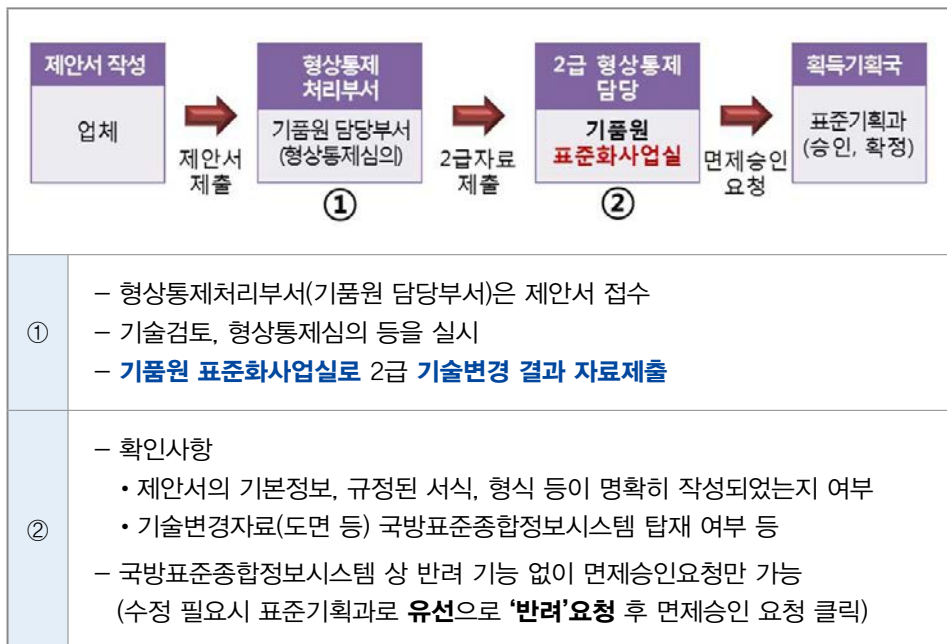 제안서 작성
업체
제안서
제출
형상통제
처리부서
기품원 담당부서
(형상통제심의)
①
2급자료
제출
2급 형상통제
담당
기품원
표준화사업실
②
면제승인
요청
획득기획국
표준기획과
(승인, 확정)
①
– 형상통제처리부서(기품원 담당부서)은 제안서 접수
– 기술검토, 형상통제심의 등을 실시
– 기품원 표준화사업실로 2급 기술변경 결과 자료제출
②
– 확인사항
• 제안서의 기본정보, 규정된 서식, 형식 등이 명확히 작성되었는지 여부
• 기술변경자료(도면 등) 국방표준종합정보시스템 탑재 여부 등
– 국방표준종합정보시스템 상 반려 기능 없이 면제승인요청만 가능
(수정 필요시 표준기획과로 유선으로 ‘반려’요청 후 면제승인 요청 클릭)